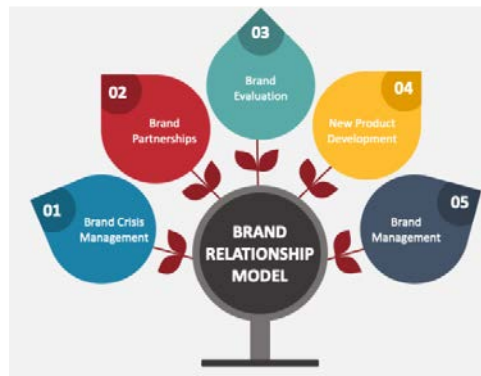 01
Brand Crisis
Management
02
Brand
Partnerships
03
Brand
Evaluation
04
New Product
Development
05
Brand
Management
BRAND
RELATIONSHIP
MODEL